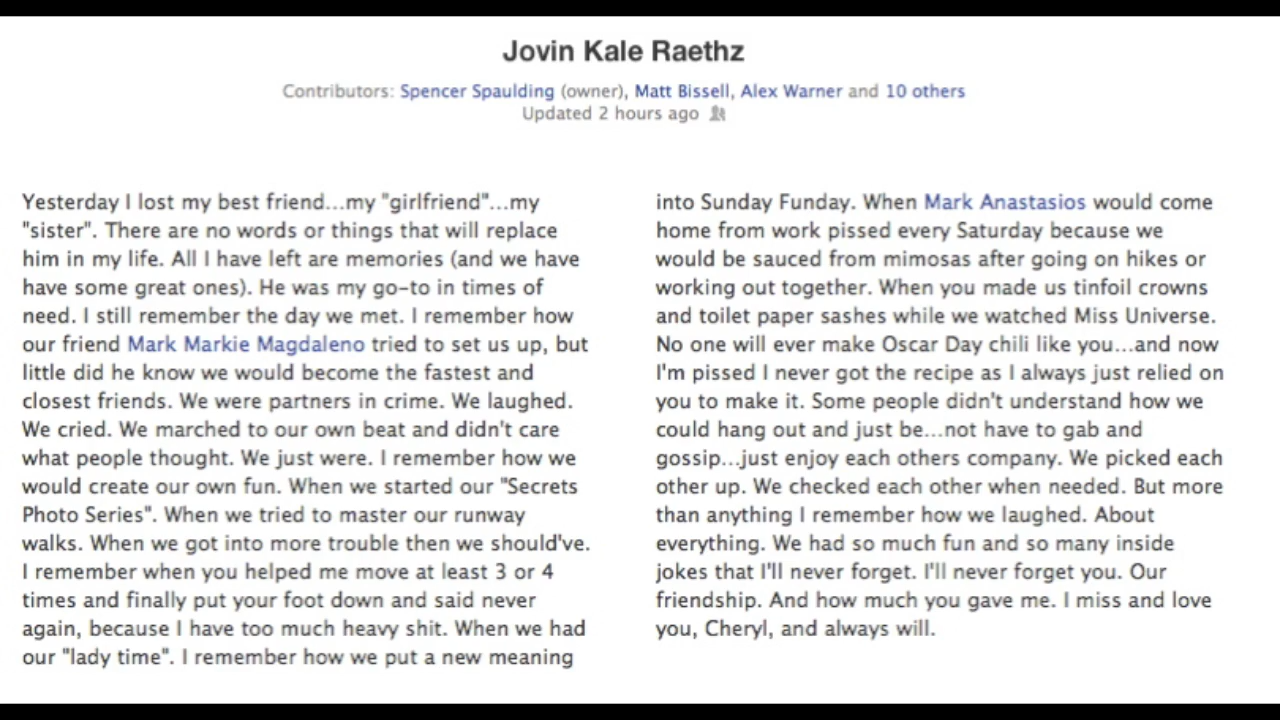 Jovin Kale Raethz
Contributors: Spencer Spaulding (owner), Matt Bissell, Alex Warner and 10 others
Updated 2 hours ago
Yesterday I lost my best friend...my "girlfriend"...my
"sister". There are no words or things that will replace
him in my life. All I have left are memories (and we have
have some great ones). He was my go-to in times of
need. I still remember the day we met. I remember how
our friend Mark Markie Magdaleno tried to set us up, but
little did he know we would become the fastest and
closest friends. We were partners in crime. We laughed.
We cried. We marched to our own beat and didn't care
what people thought. We just were. I remember how we
would create our own fun. When we started our "Secrets
Photo Series". When we tried to master our runway
walks. When we got into more trouble then we should've.
I remember when you helped me move at least 3 or 4
times and finally put your foot down and said never
again, because I have too much heavy shit. When we had
our "lady time". I remember how we put a new meaning
into Sunday Funday. When Mark Anastasios would come
home from work pissed every Saturday because we
would be sauced from mimosas after going on hikes or
working out together. When you made us tinfoil crowns
and toilet paper sashes while we watched Miss Universe.
No one will ever make Oscar Day chili like you...and now
I'm pissed I never got the recipe as I always just relied on
you to make it. Some people didn't understand how we
could hang out and just be...not have to gab and
gossip...just enjoy each others company. We picked each
other up. We checked each other when needed. But more
than anything I remember how we laughed. About
everything. We had so much fun and so many inside
jokes that I'll never forget. I'll never forget you. Our
friendship. And how much you gave me. I miss and love
you, Cheryl, and always will.